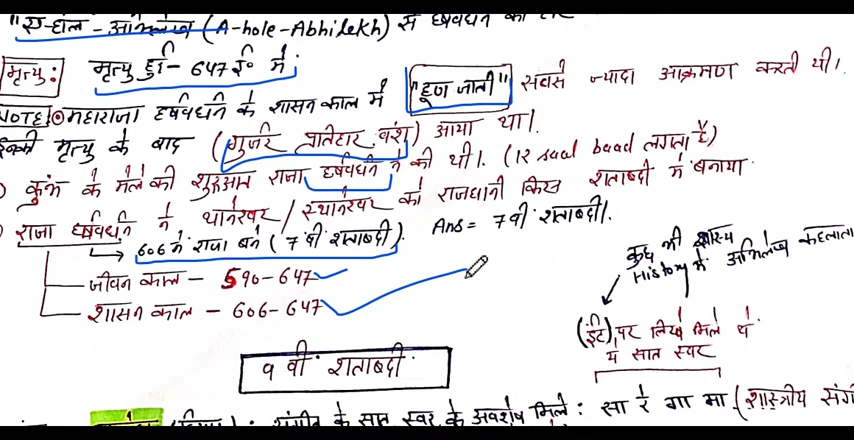 "ए-होल-अभिलेख (A-hole-Abhilekh) से हर्षवर्धन का
मृत्यु: मृत्यु हुई - 647 ई० में
NOTE: महाराजा हर्षवर्धन के शासन काल में "हूण जाती" सबसे ज्यादा आक्रमण करती थी।
इनकी मृत्यु के बाद (गुर्जर प्रतिहार वंश) आया था।
कुंभ के मेले की शुरुआत राजा हर्षवर्धन ने की थी। (12 saal baad लगता है)
राजा हर्षवर्धन ने थानेश्वर / स्थानेश्वर को राजधानी किस शताब्दी में बनाया
606 में राजा बने (7 वी शताब्दी). Ans = 7 वी शताब्दी।
जीवन काल - 590-647
शासन काल - 606-647
कुछ भी
History में अभिलेख कहलाता
(ईंट) पर लिखे मिले थे
ये सात स्वर
9 वी शताब्दी
संगीत के सात स्वर के अवशेष मिले: सा रे गा मा (शास्त्रीय